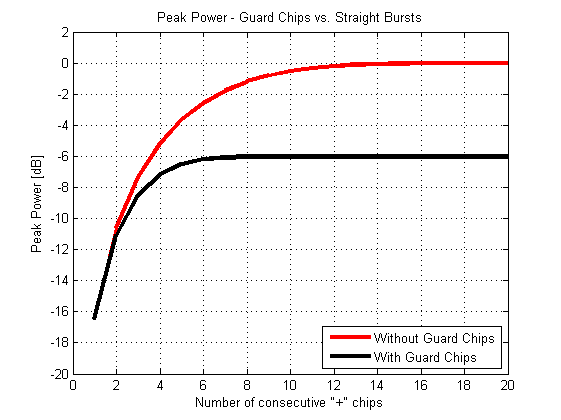 Peak Power - Guard Chips vs. Straight Bursts
2
0
-2
-4
-6
-8
-10
-12
-14
-16
-18
-20
Peak Power [dB]
Without Guard Chips
With Guard Chips
0 2 4 6 8 10 12 14 16 18 20
Number of consecutive "+" chips